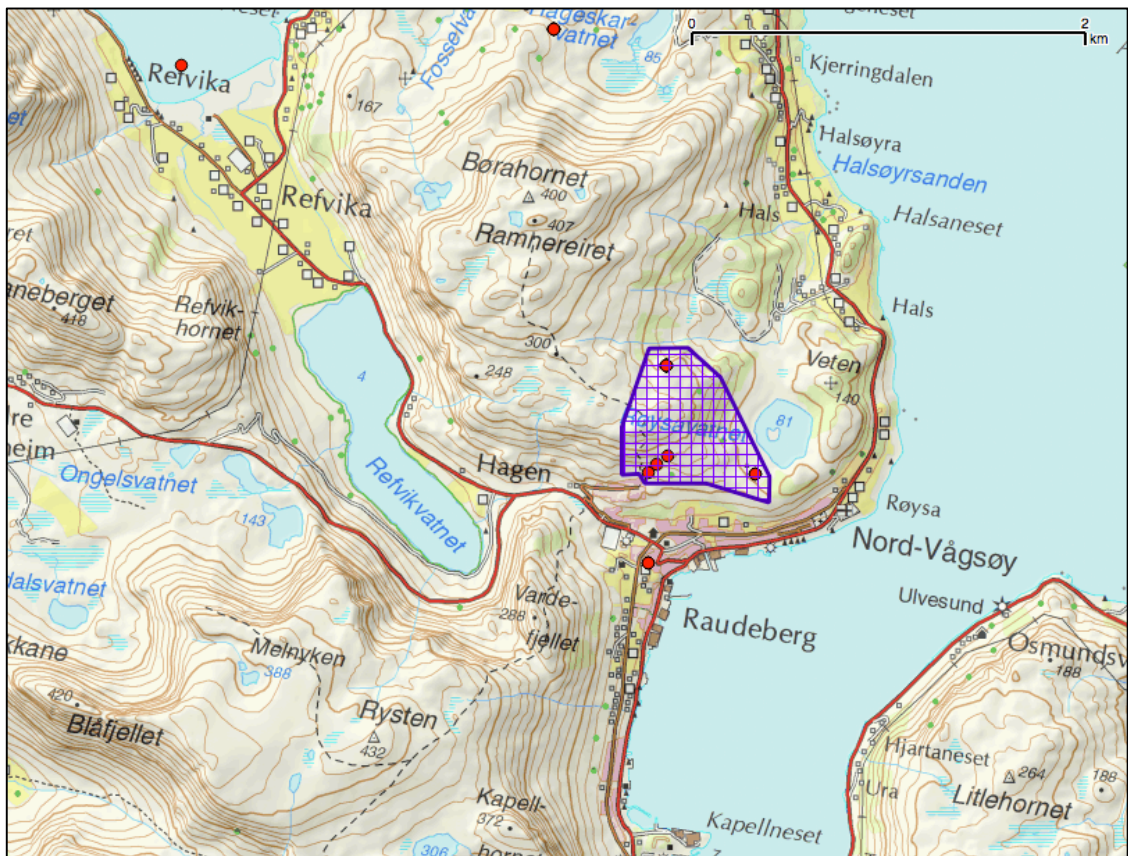 Hageskar-
vatnet
85
0
2
km
Refvika
Fosselva
167
Kjerringdalen
Halsøyra
Halsøyrsanden
Børahornet
400
407
Ramnereiret
Refvika
Hals
Halsaneset
Refvik-
hornet
418
4
300
248
Hals
Veten
140
Røysavatnet
81
Hagen
Ongelsvatnet
143
Refvikvatnet
Røysa
Nord-Vågsøy
Ulvesund
Varde-
288
fjellet
Raudeberg
Melnyken
388
188
420
Rysten
432
Blåfjellet
Hjartaneset
Ura
264
188
Litlehornet
Kapell-
372
Kapellneset
306